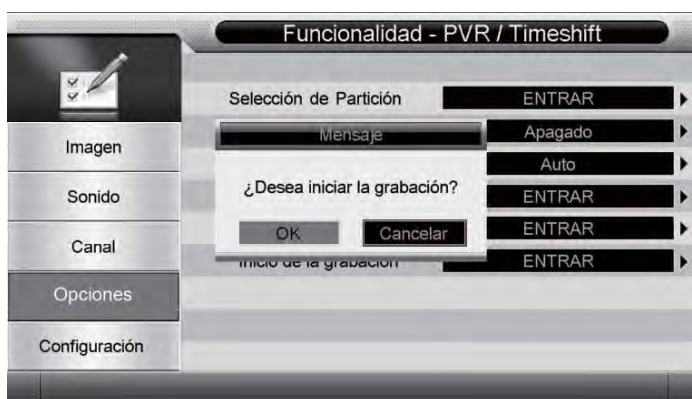 Funcionalidad - PVR / Timeshift
Selección de Partición ENTRAR
Mensaje
Apagado
Auto
¿Desea iniciar la grabación?
ENTRAR
OK Cancelar
ENTRAR
Inicio de la grabación ENTRAR
Imagen
Sonido
Canal
Opciones
Configuración